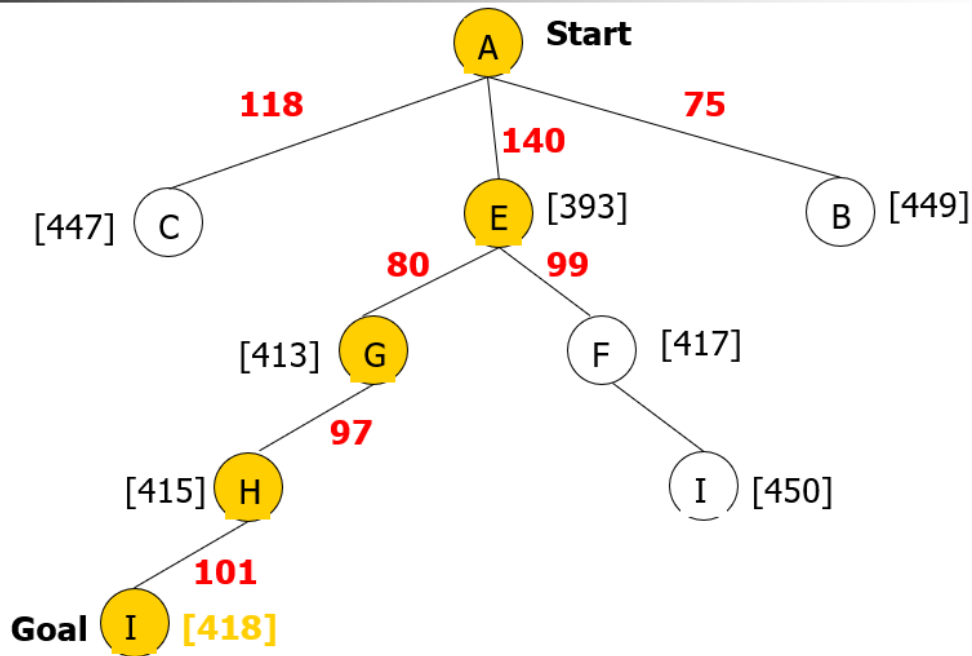 A Start
118
75
140
[447] C
E [393]
B [449]
80
99
[413] G
F [417]
97
[415] H
I [450]
101
Goal I [418]